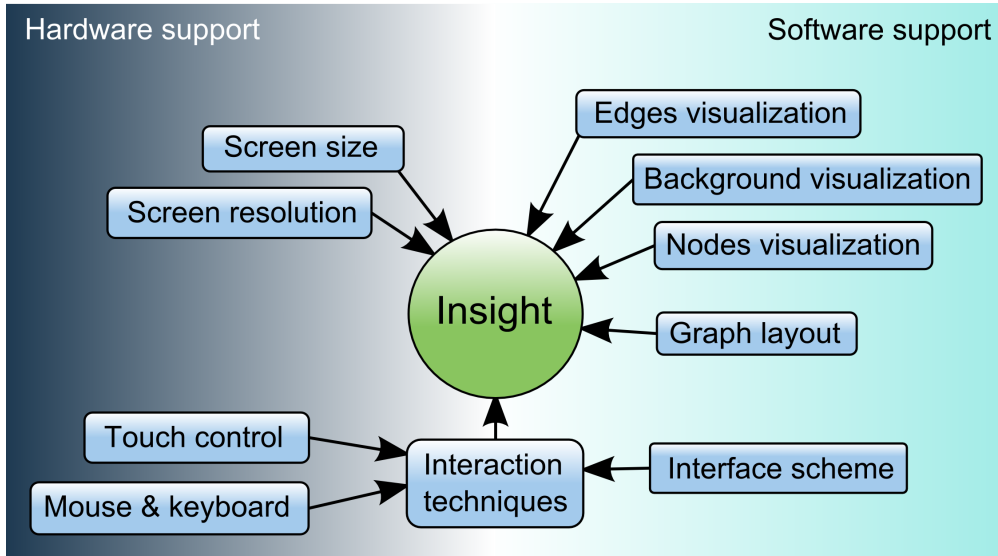 Hardware support
Software support
Edges visualization
Screen size
Background visualization
Screen resolution
Nodes visualization
Insight
Graph layout
Touch control
Interaction
techniques
Interface scheme
Mouse & keyboard